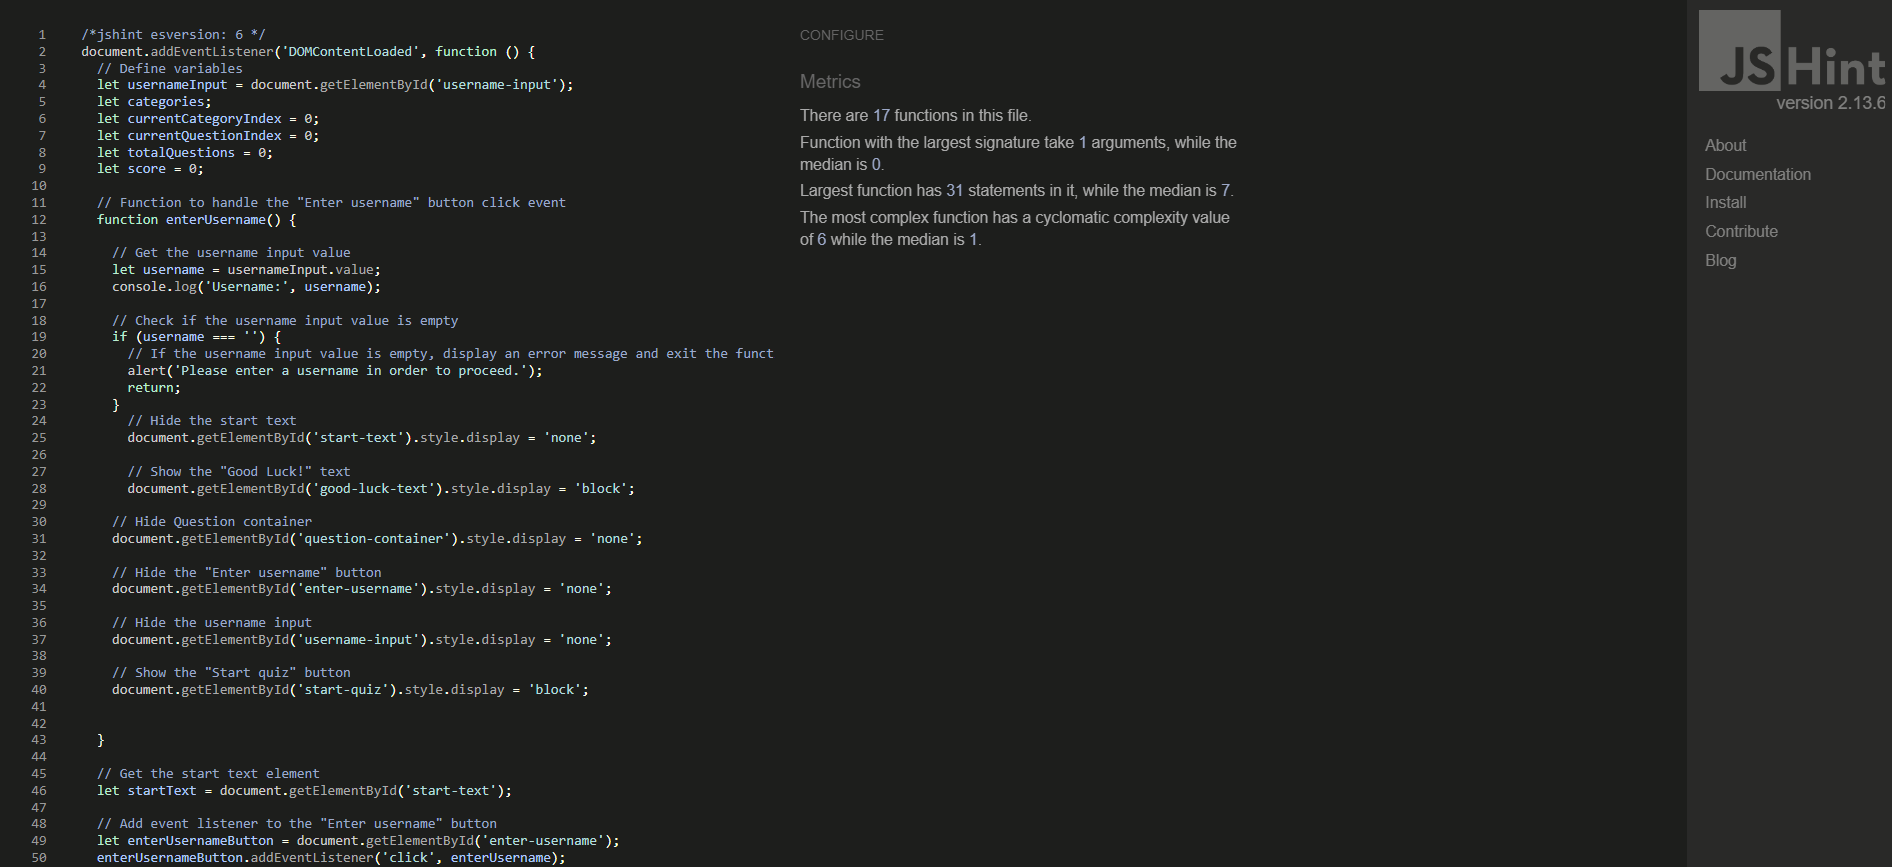 1 /*jshint esversion: 6 */
2 document.addEventListener('DOMContentLoaded', function () {
3 // Define variables
4 let usernameInput = document.getElementById('username-input');
5 let categories;
6 let currentCategoryIndex = 0;
7 let currentQuestionIndex = 0;
8 let totalQuestions = 0;
9 let score = 0;
10
11 // Function to handle the "Enter username" button click event
12 function enterUsername() {
13
14 // Get the username input value
15 let username = usernameInput.value;
16 console.log('Username:', username);
17
18 // Check if the username input value is empty
19 if (username === '') {
20 // If the username input value is empty, display an error message and exit the funct
21 alert('Please enter a username in order to proceed.');
22 return;
23 }
24 // Hide the start text
25 document.getElementById('start-text').style.display = 'none';
26
27 // Show the "Good Luck!" text
28 document.getElementById('good-luck-text').style.display = 'block';
29
30 // Hide Question container
31 document.getElementById('question-container').style.display = 'none';
32
33 // Hide the "Enter username" button
34 document.getElementById('enter-username').style.display = 'none';
35
36 // Hide the username input
37 document.getElementById('username-input').style.display = 'none';
38
39 // Show the "Start quiz" button
40 document.getElementById('start-quiz').style.display = 'block';
41
42
43 }
44
45 // Get the start text element
46 let startText = document.getElementById('start-text');
47
48 // Add event listener to the "Enter username" button
49 let enterUsernameButton = document.getElementById('enter-username');
50 enterUsernameButton.addEventListener('click', enterUsername);
CONFIGURE
Metrics
There are 17 functions in this file.
Function with the largest signature take 1 arguments, while the
median is 0.
Largest function has 31 statements in it, while the median is 7.
The most complex function has a cyclomatic complexity value
of 6 while the median is 1.
JSHint
version 2.13.6
About
Documentation
Install
Contribute
Blog